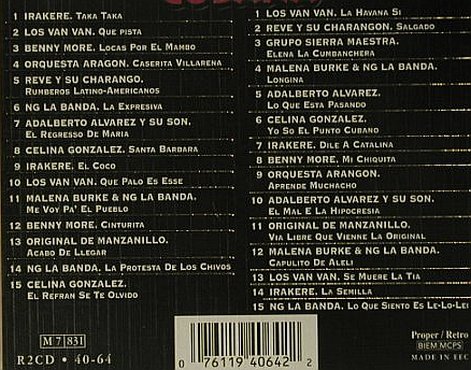 1 IRAKERE. TAKA TAKA
2 LOS VAN VAN. QUE PISTA
3 BENNY MORE. LOCAS POR EL MAMBO
4 ORQUESTA ARAGON. CASERITA VILLARENA
5 REVE Y SU CHARANGO.
RUMBEROS LATINO-AMERICANOS
6 NG LA BANDA. LA EXPRESIVA
7 ADALBERTO ALVAREZ Y SU SON.
EL REGRESSO DE MARIA
8 CELINA GONZALEZ. SANTA BARBARA
9 IRAKERE. EL COCO
10 LOS VAN VAN. QUE PALO ES ESSE
11 MALENA BURKE & NG LA BANDA.
ME VOY PA' EL PUEBLO
12 BENNY MORE. CINTURITA
13 ORIGINAL DE MANZANILLO.
ACABO DE LLEGAR
14 NG LA BANDA. LA PROTESTA DE LOS CHIVOS
15 CELINA GONZALEZ.
EL REFRAN SE TE OLVIDO
1 LOS VAN VAN. LA HAVANA SI
2 REVE Y SU CHARANGON. SALGADO
3 GRUPO SIERRA MAESTRA.
ELENA LA CUMBANCHERA
4 MALENA BURKE & NG LA BANDA.
LONGINA
5 ADALBERTO ALVAREZ.
LO QUE ESTA PASANDO
6 CELINA GONZALEZ.
YO SO EL PUNTO CUBANO
7 IRAKERE. DILE A CATALINA
8 BENNY MORE. MI CHIQUITA
9 ORQUESTA ARANGON.
APRENDE MUCHACHO
10 ADALBERTO ALVAREZ Y SU SON.
EL MAL E LA HIPOCRESIA
11 ORIGINAL DE MANZANILLO.
VIA LIBRE QUE VIENE LA ORIGINAL
12 MALENA BURKE & NG LA BANDA.
CAPULITO DE ALELI
13 LOS VAN VAN. SE MUERE LA TIA
14 IRAKERE. LA SEMILLA
15 NG LA BANDA. LO QUE SIENTO ES LE-LO-LEI
M 7 831
R2CD • 40-64
0 76119 40642 2
Proper / Retro
BIEM MCPS
MADE IN EEC